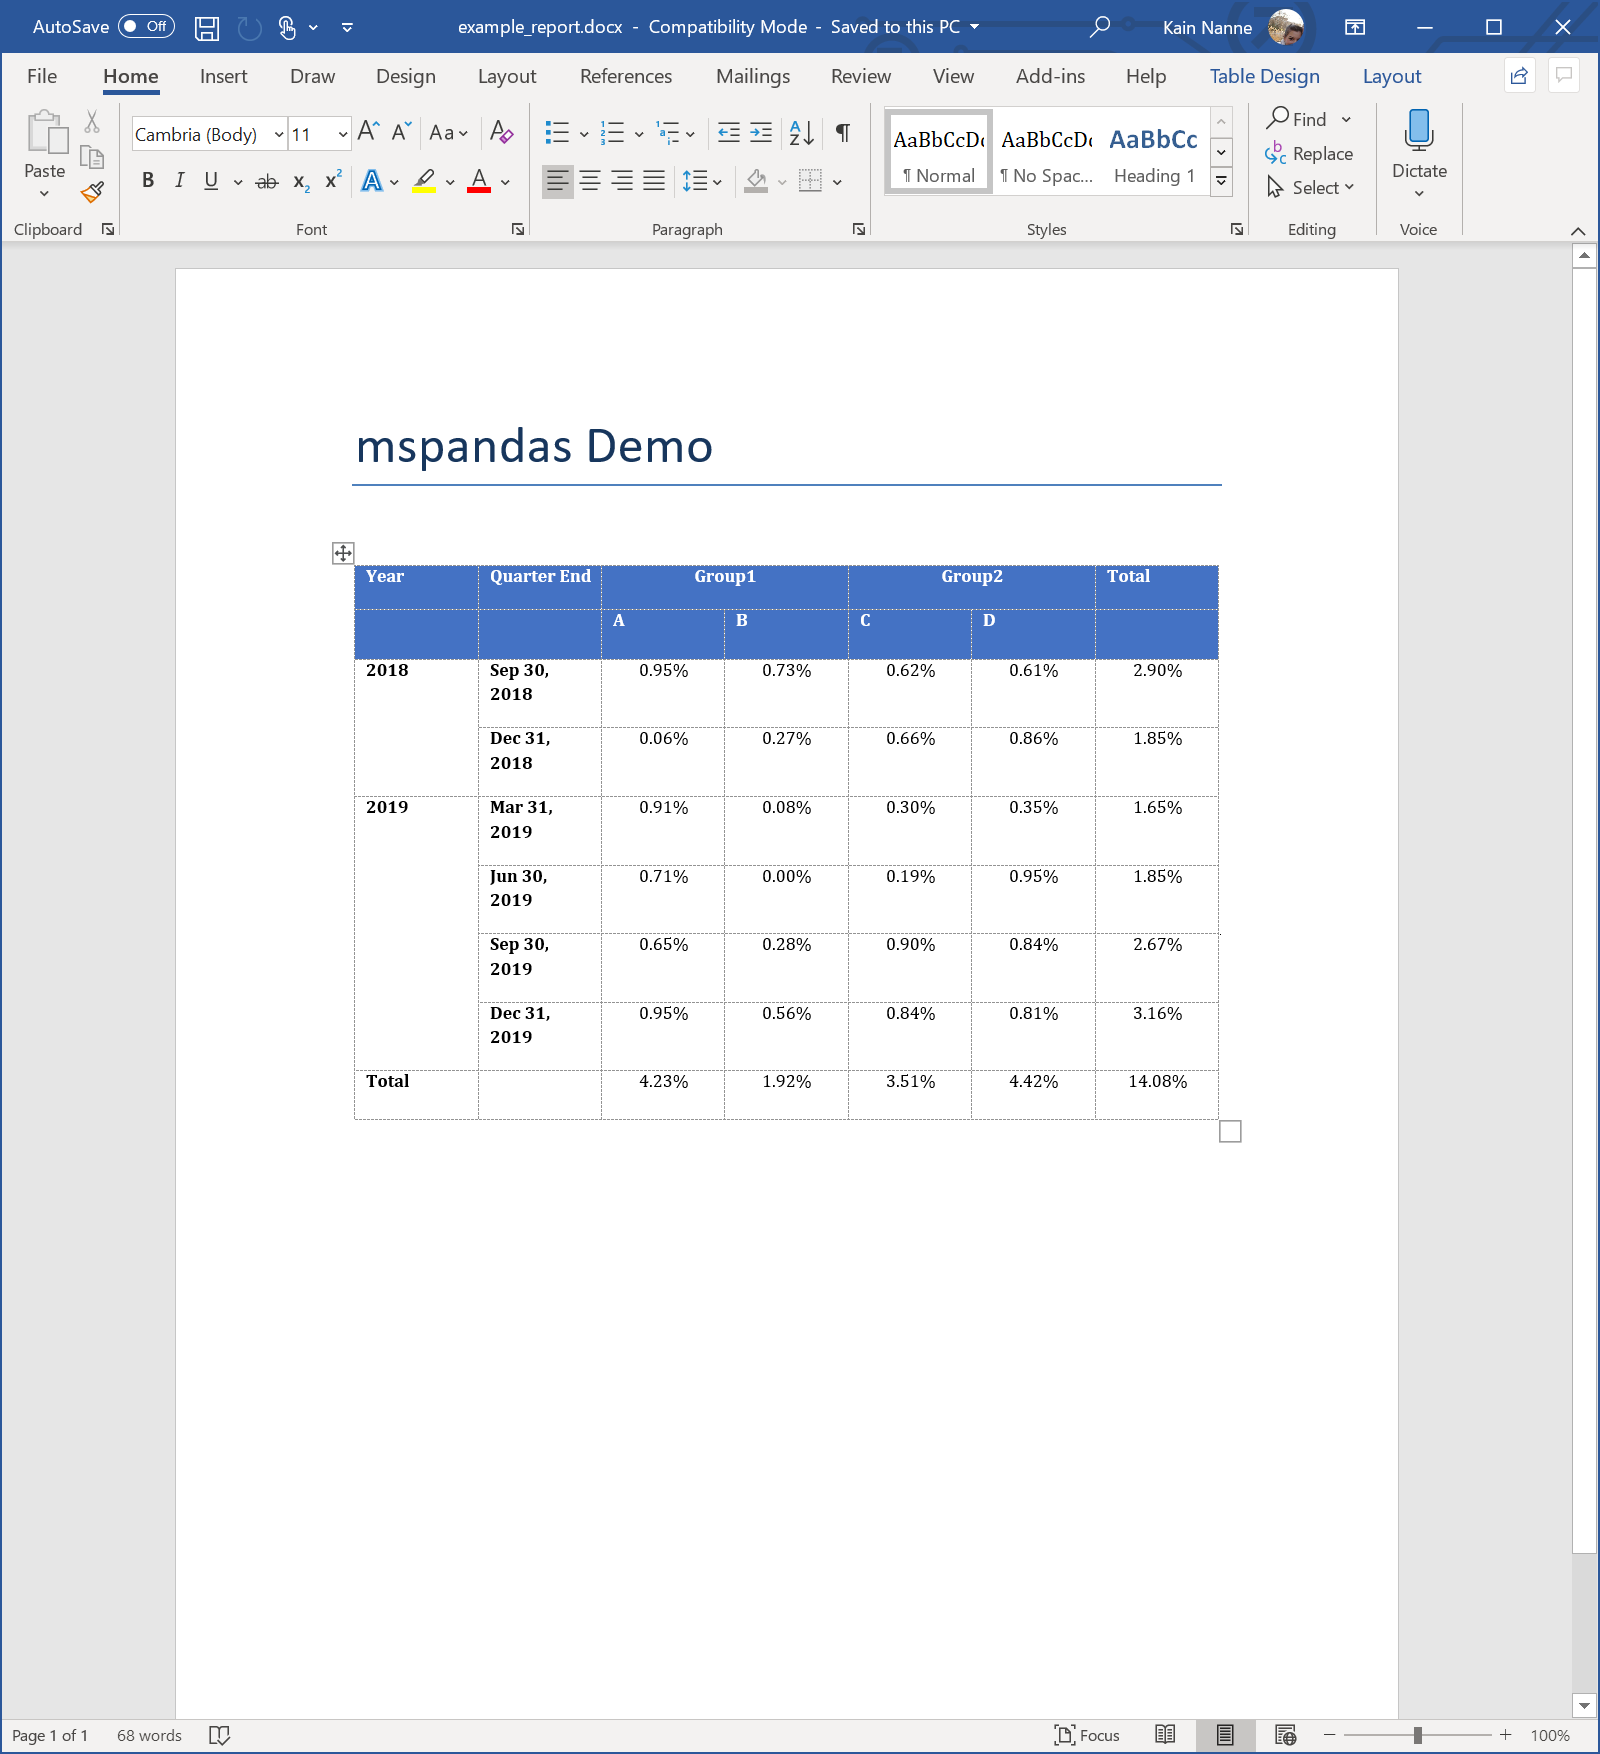 AutoSave Off example_report.docx - Compatibility Mode - Saved to this PC Kain Nanne
File Home Insert Draw Design Layout References Mailings Review View Add-ins Help Table Design Layout
Paste Cambria (Body) 11 Aa AaBbCcDc AaBbCcDc AaBbCc Find Replace Select Dictate
B I U ab x2 x2 A A ¶ Normal ¶ No Spac... Heading 1
Clipboard Font Paragraph Styles Editing Voice
mspandas Demo
Year Quarter End Group1 Group2 Total
A B C D
2018 Sep 30, 0.95% 0.73% 0.62% 0.61% 2.90%
2018
Dec 31, 0.06% 0.27% 0.66% 0.86% 1.85%
2018
2019 Mar 31, 0.91% 0.08% 0.30% 0.35% 1.65%
2019
Jun 30, 0.71% 0.00% 0.19% 0.95% 1.85%
2019
Sep 30, 0.65% 0.28% 0.90% 0.84% 2.67%
2019
Dec 31, 0.95% 0.56% 0.84% 0.81% 3.16%
2019
Total 4.23% 1.92% 3.51% 4.42% 14.08%
Page 1 of 1 68 words Focus 100%